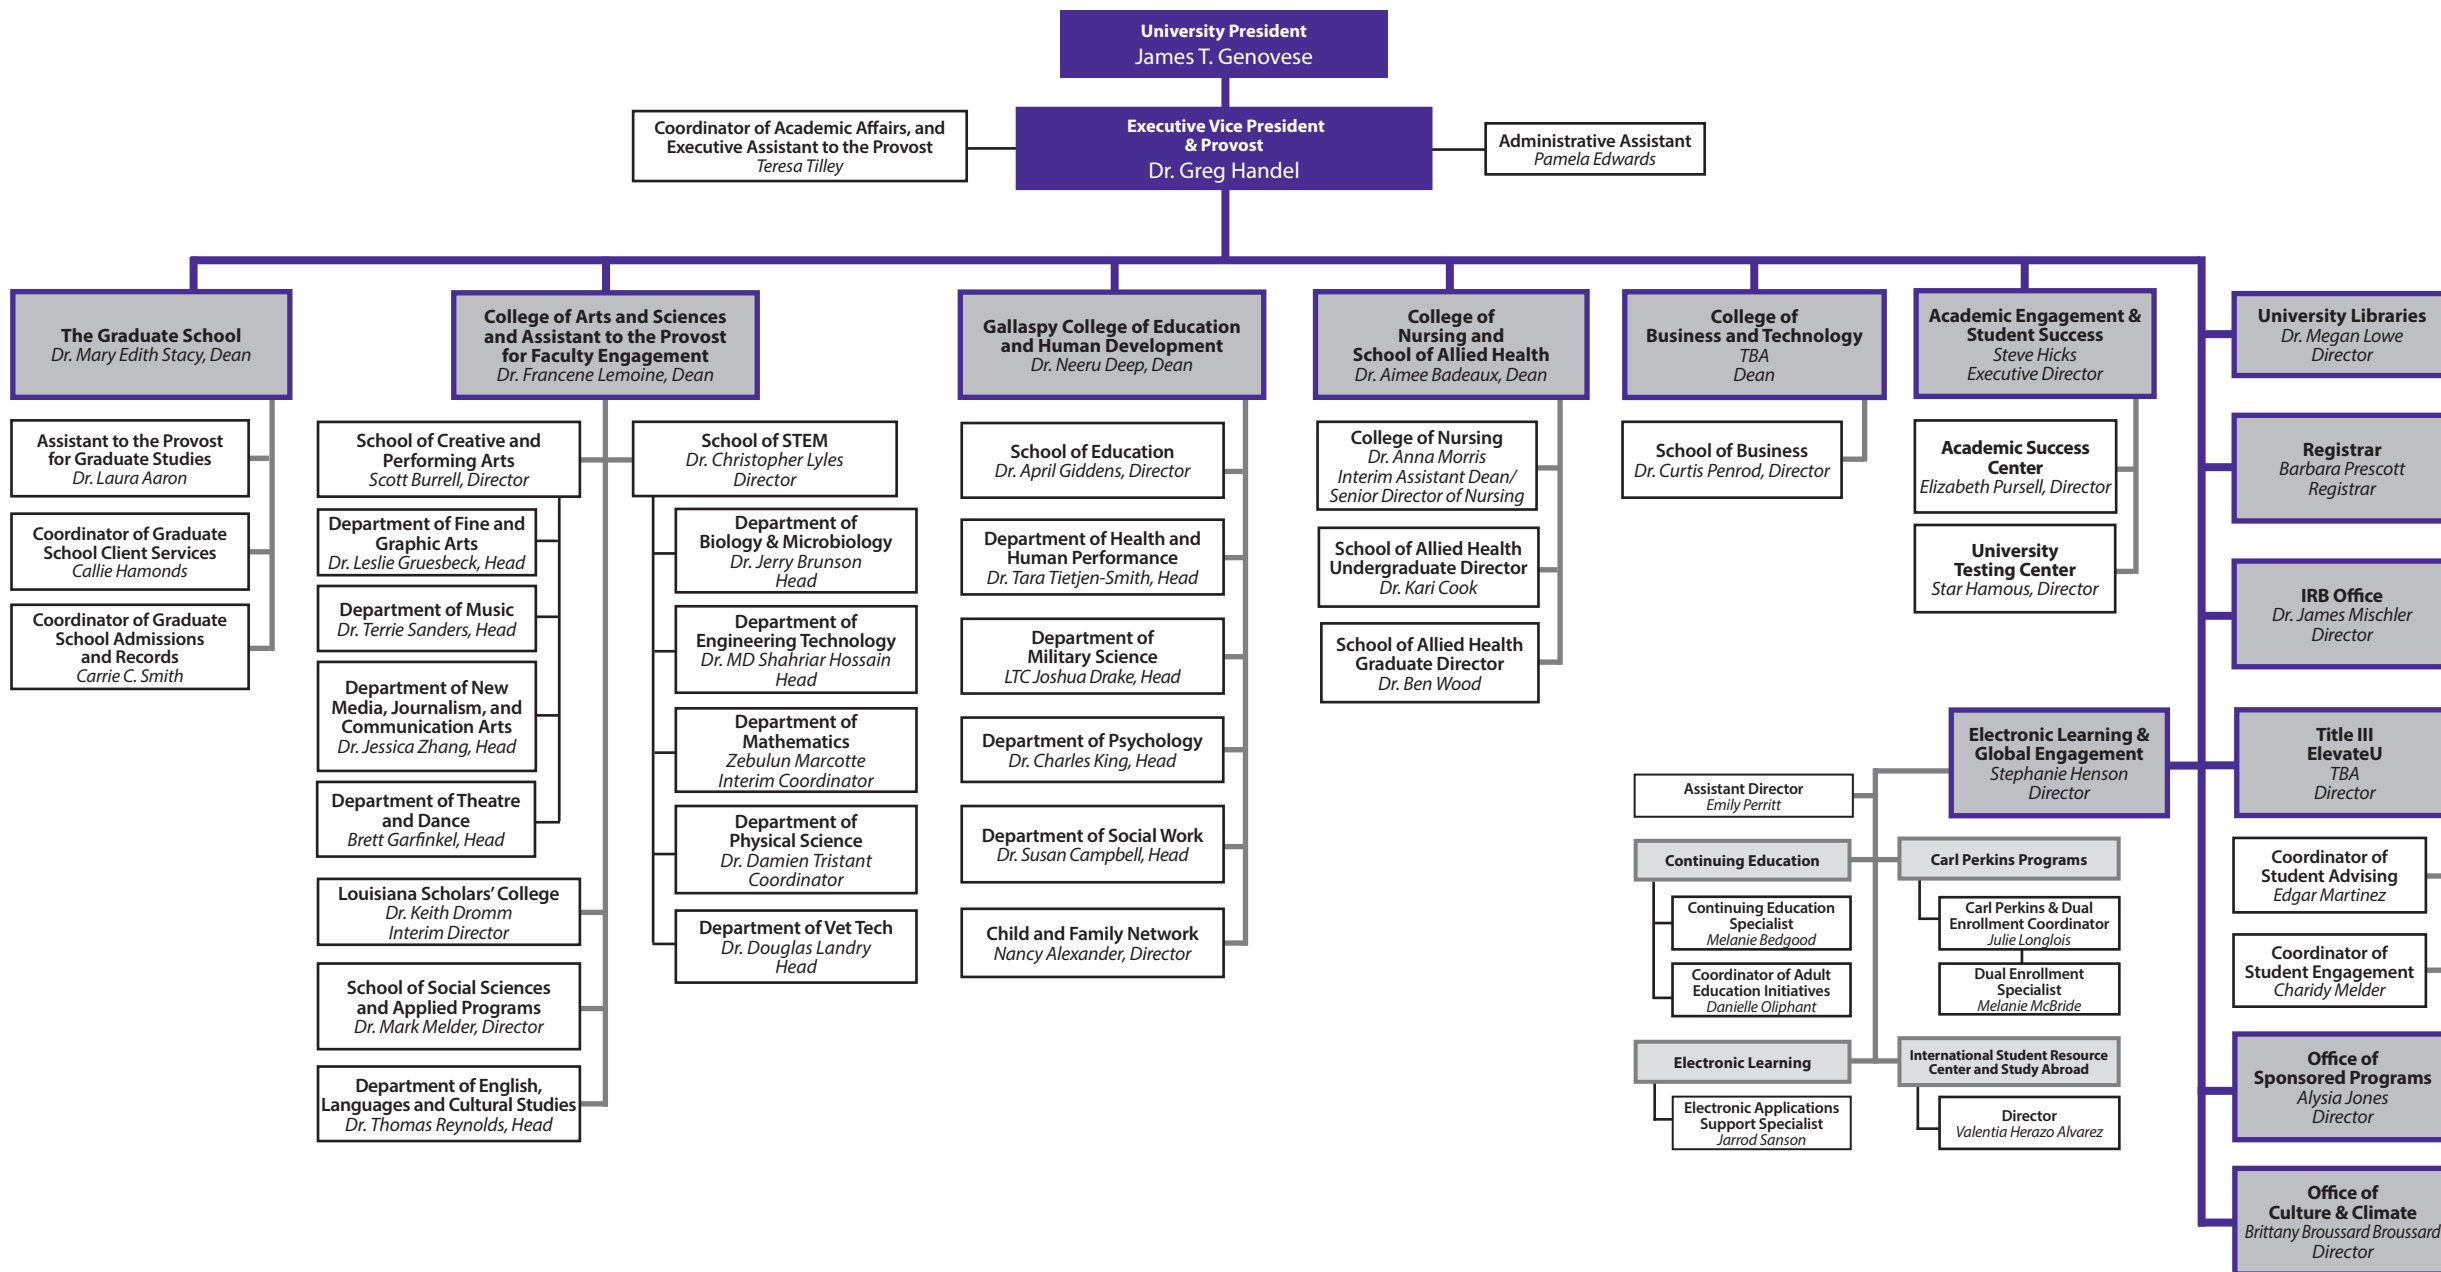 University President
James T. Genovese
Coordinator of Academic Affairs, and
Executive Assistant to the Provost
Teresa Tilley
Executive Vice President
& Provost
Dr. Greg Handel
Administrative Assistant
Pamela Edwards
The Graduate School
Dr. Mary Edith Stacy, Dean
Assistant to the Provost
for Graduate Studies
Dr. Laura Aaron
Coordinator of Graduate
School Client Services
Callie Hamonds
Coordinator of Graduate
School Admissions
and Records
Carrie C. Smith
College of Arts and Sciences
and Assistant to the Provost
for Faculty Engagement
Dr. Francene Lemoine, Dean
School of Creative and
Performing Arts
Scott Burrell, Director
Department of Fine and
Graphic Arts
Dr. Leslie Gruesbeck, Head
Department of Music
Dr. Terrie Sanders, Head
Department of New
Media, Journalism, and
Communication Arts
Dr. Jessica Zhang, Head
Department of Theatre
and Dance
Brett Garfinkel, Head
Louisiana Scholars' College
Dr. Keith Dromm
Interim Director
School of Social Sciences
and Applied Programs
Dr. Mark Melder, Director
Department of English,
Languages and Cultural Studies
Dr. Thomas Reynolds, Head
School of STEM
Dr. Christopher Lyles
Director
Department of
Biology & Microbiology
Dr. Jerry Brunson
Head
Department of
Engineering Technology
Dr. MD Shahriar Hossain
Head
Department of
Mathematics
Zebulun Marcotte
Interim Coordinator
Department of
Physical Science
Dr. Damien Tristant
Coordinator
Department of Vet Tech
Dr. Douglas Landry
Head
Gallaspy College of Education
and Human Development
Dr. Neeru Deep, Dean
School of Education
Dr. April Giddens, Director
Department of Health and
Human Performance
Dr. Tara Tietjen-Smith, Head
Department of
Military Science
LTC Joshua Drake, Head
Department of Psychology
Dr. Charles King, Head
Department of Social Work
Dr. Susan Campbell, Head
Child and Family Network
Nancy Alexander, Director
College of
Nursing and
School of Allied Health
Dr. Aimee Badeaux, Dean
College of Nursing
Dr. Anna Morris
Interim Assistant Dean/
Senior Director of Nursing
School of Allied Health
Undergraduate Director
Dr. Kari Cook
School of Allied Health
Graduate Director
Dr. Ben Wood
College of
Business and Technology
TBA
Dean
School of Business
Dr. Curtis Penrod, Director
Academic Engagement &
Student Success
Steve Hicks
Executive Director
Academic Success
Center
Elizabeth Pursell, Director
University
Testing Center
Star Hamous, Director
Electronic Learning &
Global Engagement
Stephanie Henson
Director
Assistant Director
Emily Perritt
Continuing Education
Continuing Education
Specialist
Melanie Bedgood
Coordinator of Adult
Education Initiatives
Danielle Oliphant
Carl Perkins Programs
Carl Perkins & Dual
Enrollment Coordinator
Julie Longlois
Dual Enrollment
Specialist
Melanie McBride
Electronic Learning
Electronic Applications
Support Specialist
Jarrod Sanson
International Student Resource
Center and Study Abroad
Director
Valentia Herazo Alvarez
University Libraries
Dr. Megan Lowe
Director
Registrar
Barbara Prescott
Registrar
IRB Office
Dr. James Mischler
Director
Title III
ElevateU
TBA
Director
Coordinator of
Student Advising
Edgar Martinez
Coordinator of
Student Engagement
Charidy Melder
Office of
Sponsored Programs
Alysia Jones
Director
Office of
Culture & Climate
Brittany Broussard Broussard
Director